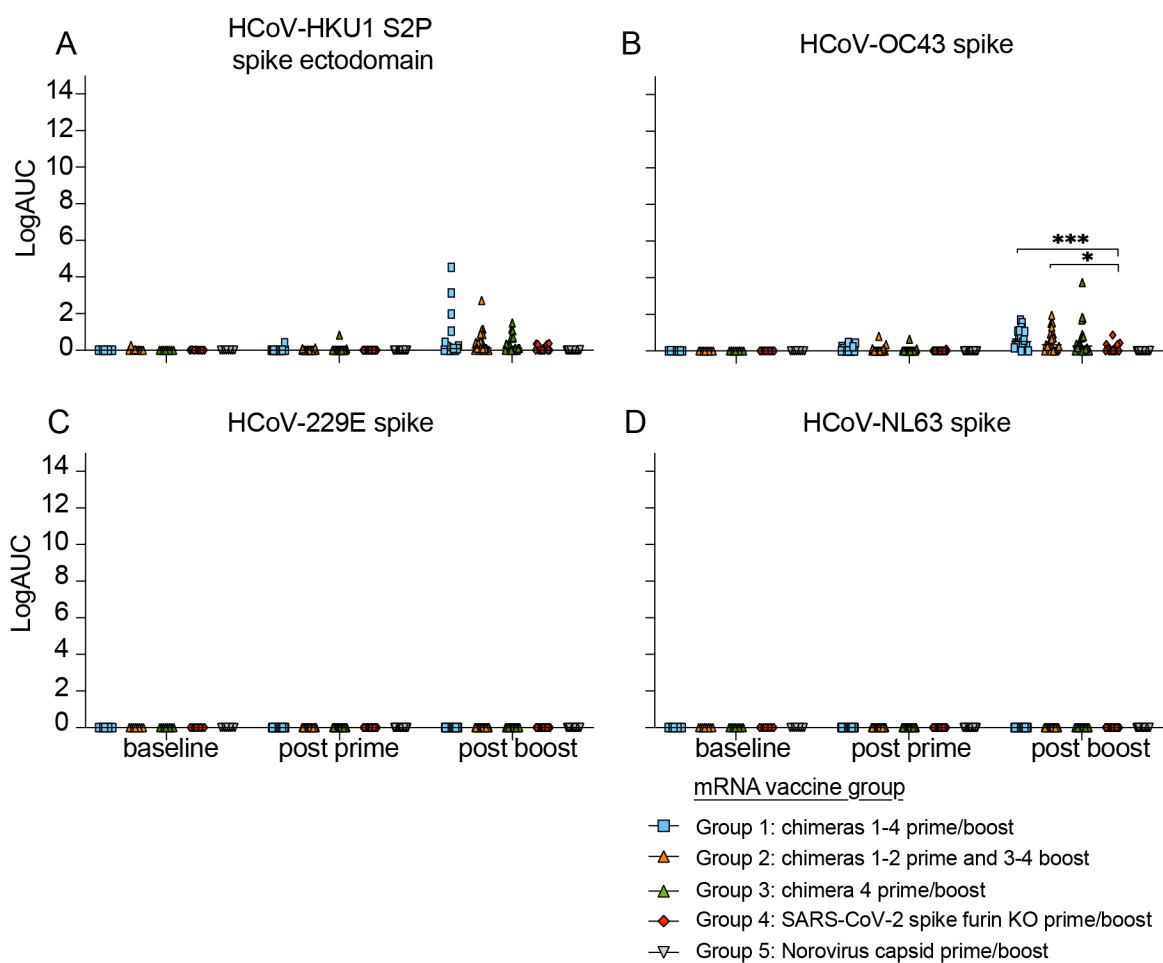 A
HCoV-HKU1 S2P
spike ectodomain
LogAUC
14
12
10
8
6
4
2
0
B
HCoV-OC43 spike
***
*
C
HCoV-229E spike
LogAUC
14
12
10
8
6
4
2
0
baseline
post prime
post boost
D
HCoV-NL63 spike
baseline
post prime
post boost
mRNA vaccine group
Group 1: chimeras 1-4 prime/boost
Group 2: chimeras 1-2 prime and 3-4 boost
Group 3: chimera 4 prime/boost
Group 4: SARS-CoV-2 spike furin KO prime/boost
Group 5: Norovirus capsid prime/boost